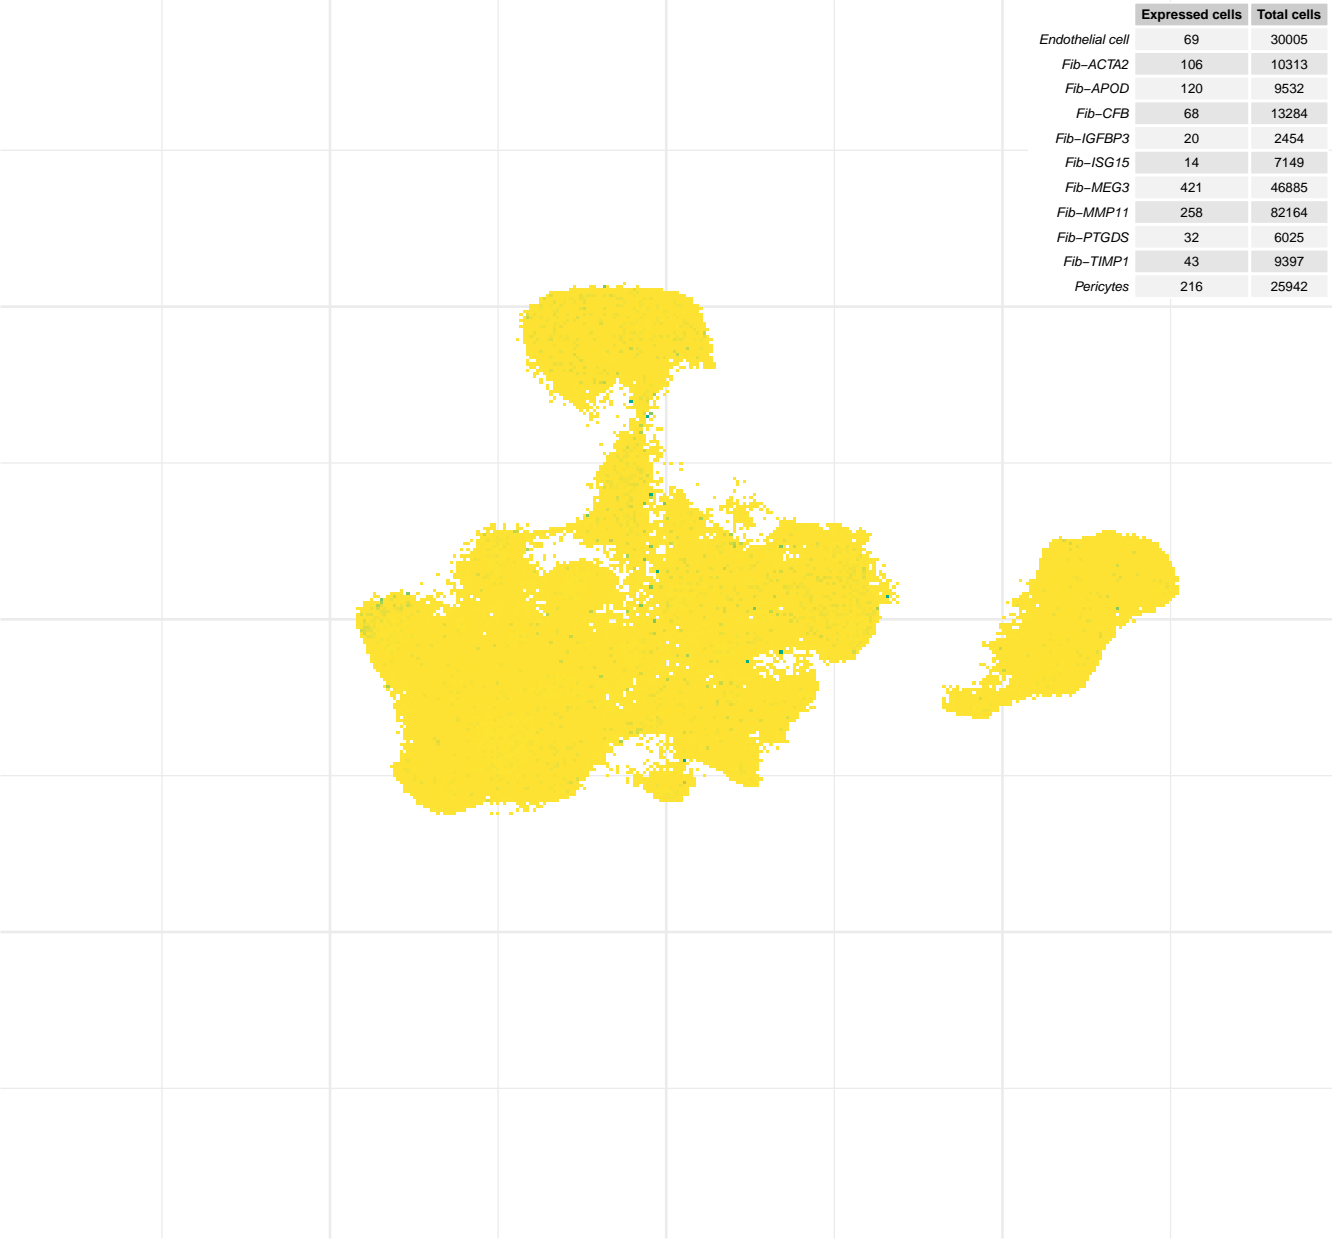 Expressed cells Total cells
Endothelial cell 69 30005
Fib−ACTA2 106 10313
Fib−APOD 120 9532
Fib−CFB 68 13284
Fib−IGFBP3 20 2454
Fib−ISG15 14 7149
Fib−MEG3 421 46885
Fib−MMP11 258 82164
Fib−PTGDS 32 6025
Fib−TIMP1 43 9397
Pericytes 216 25942